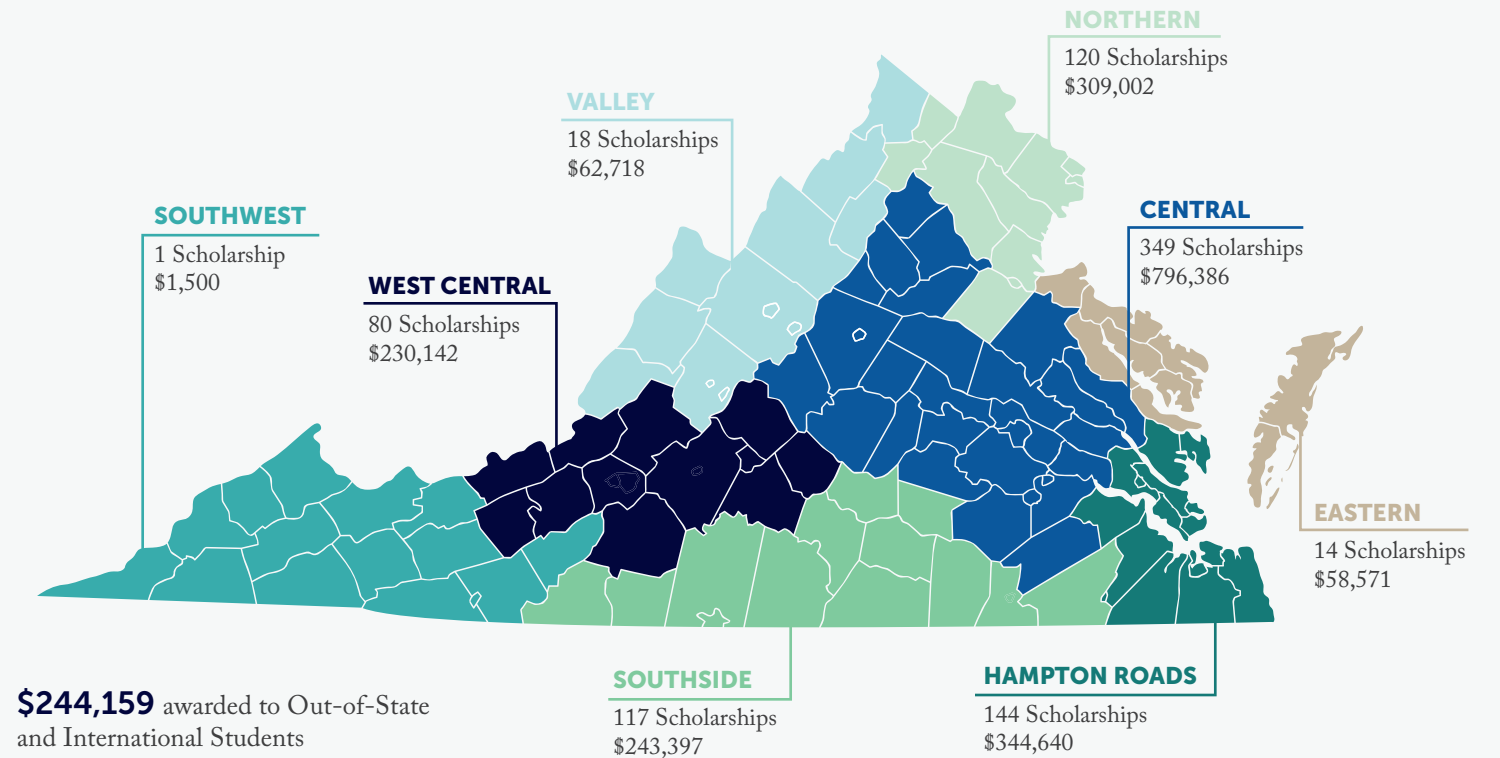 NORTHERN
120 Scholarships
$309,002
VALLEY
18 Scholarships
$62,718
SOUTHWEST
1 Scholarship
$1,500
CENTRAL
349 Scholarships
$796,386
WEST CENTRAL
80 Scholarships
$230,142
EASTERN
14 Scholarships
$58,571
SOUTHSIDE
117 Scholarships
$243,397
HAMPTON ROADS
144 Scholarships
$344,640
$244,159 awarded to Out-of-State
and International Students